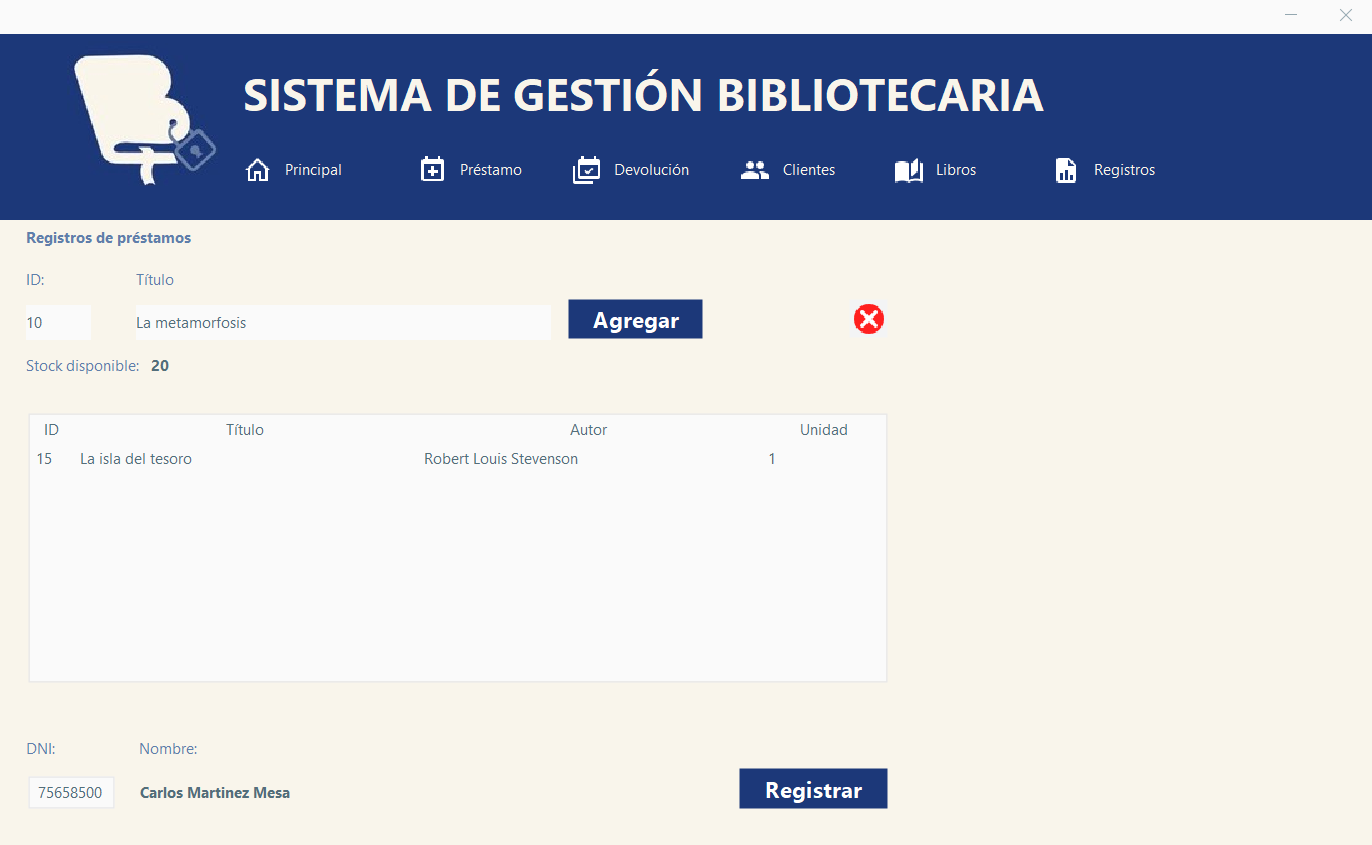 SISTEMA DE GESTIÓN BIBLIOTECARIA
Principal Préstamo Devolución Clientes Libros Registros
Registros de préstamos
ID: Título
10 La metamorfosis Agregar
Stock disponible: 20
ID Título Autor Unidad
15 La isla del tesoro Robert Louis Stevenson 1
DNI: Nombre:
75658500 Carlos Martinez Mesa Registrar